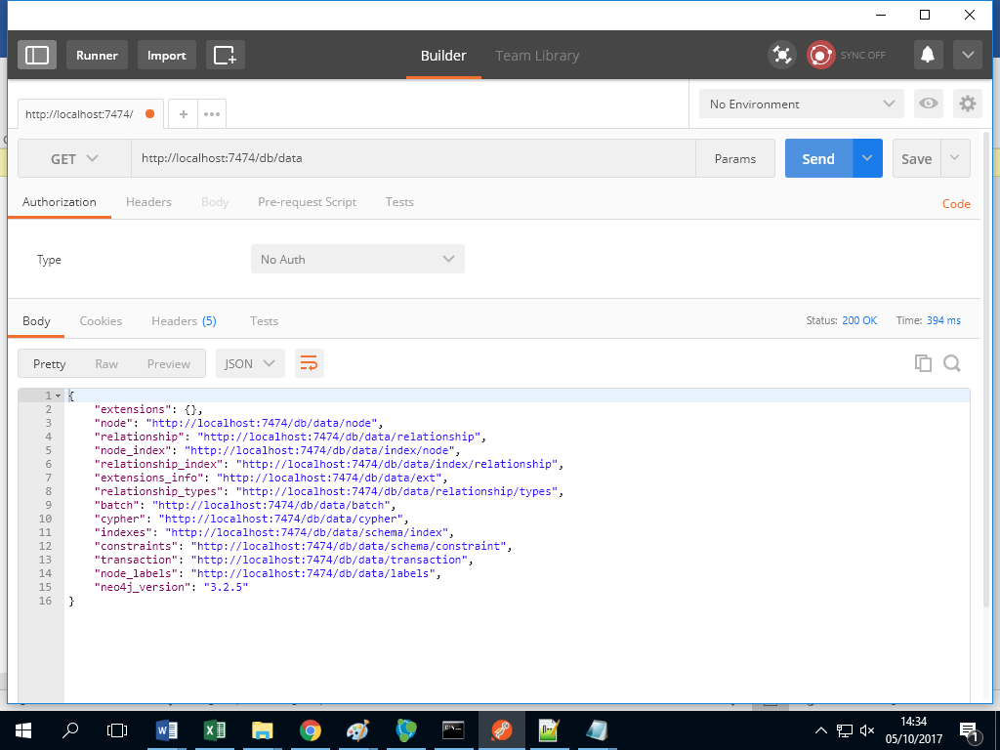 Runner Import Builder Team Library SYNC OFF
http://localhost:7474/ + ••• No Environment
GET http://localhost:7474/db/data Params Send Save
Authorization Headers Body Pre-request Script Tests Code
Type No Auth
Body Cookies Headers (5) Tests Status: 200 OK Time: 394 ms
Pretty Raw Preview JSON
1 {
2 "extensions": {},
3 "node": "http://localhost:7474/db/data/node",
4 "relationship": "http://localhost:7474/db/data/relationship",
5 "node_index": "http://localhost:7474/db/data/index/node",
6 "relationship_index": "http://localhost:7474/db/data/index/relationship",
7 "extensions_info": "http://localhost:7474/db/data/ext",
8 "relationship_types": "http://localhost:7474/db/data/relationship/types",
9 "batch": "http://localhost:7474/db/data/batch",
10 "cypher": "http://localhost:7474/db/data/cypher",
11 "indexes": "http://localhost:7474/db/data/schema/index",
12 "constraints": "http://localhost:7474/db/data/schema/constraint",
13 "transaction": "http://localhost:7474/db/data/transaction",
14 "node_labels": "http://localhost:7474/db/data/labels",
15 "neo4j_version": "3.2.5"
16 }
14:34
05/10/2017
1